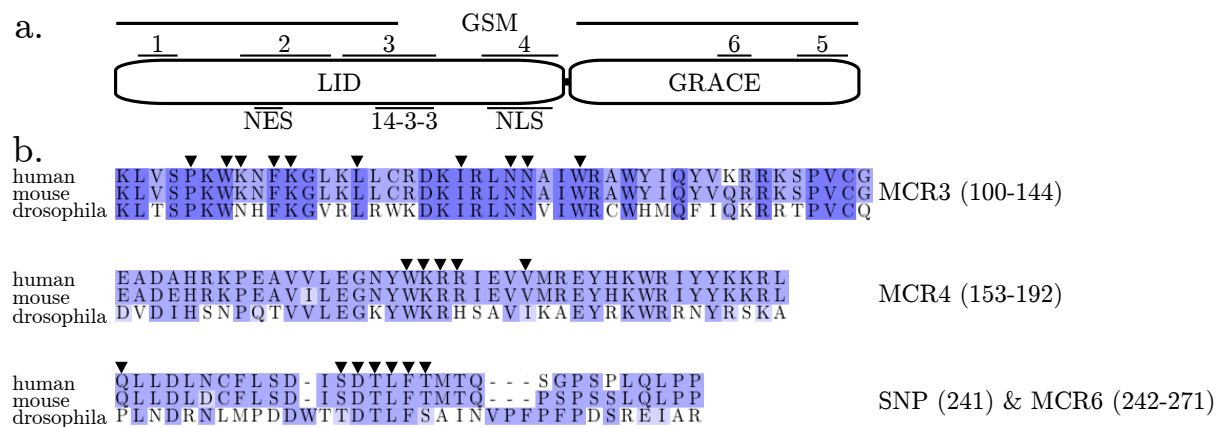 a.
GSM
1 2 3 4 6 5
LID GRACE
NES 14-3-3 NLS
b.
human KLVSPKWKNFKGLKLLCRDKIRLNNAIWRAWYIQYVKRRKSPVCG
mouse KLVSPKWKNFKGLKLLCRDKIRLNNAIWRAWYIQYVQRRKSPVCG
drosophila KLTSPKWNHFKGVRLRWKDKIRLNNVIWRCWHMQFIQKRRTPVCQ
MCR3 (100-144)
human EADAHRKPEAVVLEGNYWKRRIEVVMREYHKWRIYYKKRL
mouse EADEHRKPEAVILEGNYWKRRIEVVMREYHKWRIYYKKRL
drosophila DVDIHSNPQTVVLEGKYWKRHSAVIKAEYRKWRRNYRSKA
MCR4 (153-192)
human QLLDLNCFLSD-ISDTLFTMTQ---SGPSPLQLPP
mouse QLLDLDCFLSD-ISDTLFTMTQ---PSPSSLQLPP
drosophila PLNDRNLMPDDWTTDTLFSAINVPFPFPDSREIAR
SNP (241) & MCR6 (242-271)